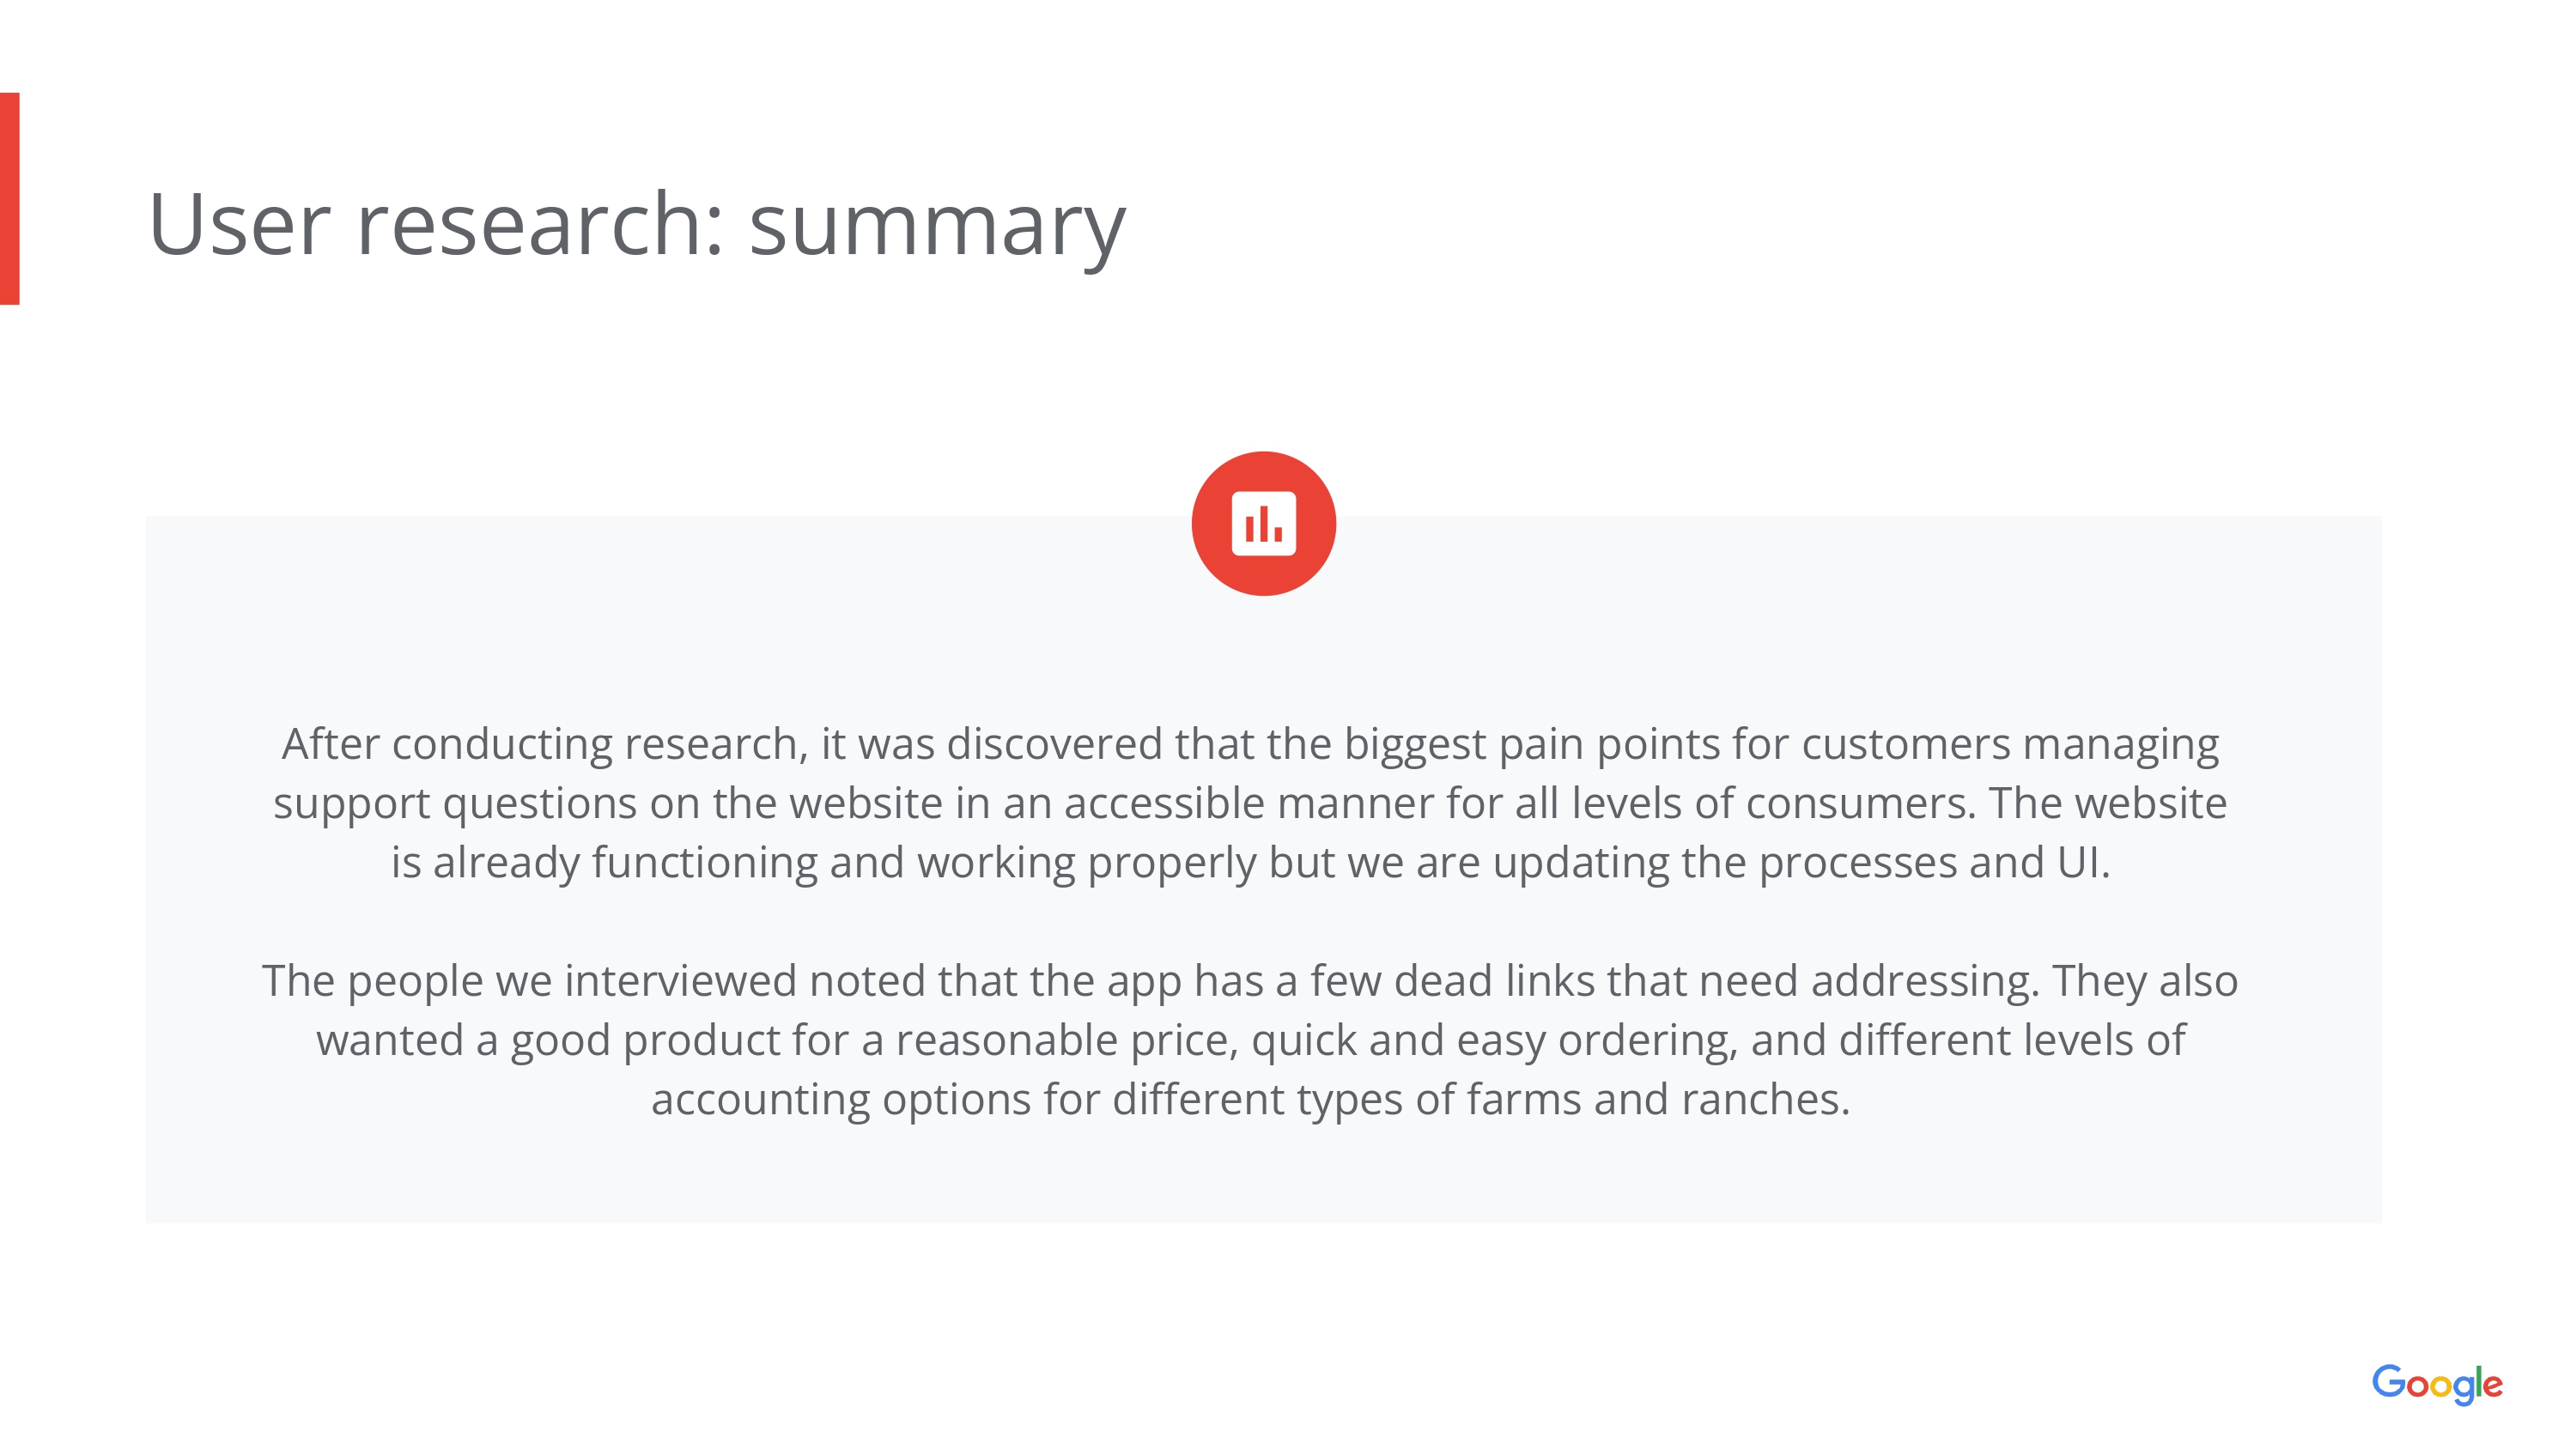 User research: summary
After conducting research, it was discovered that the biggest pain points for customers managing
support questions on the website in an accessible manner for all levels of consumers. The website
is already functioning and working properly but we are updating the processes and UI.
The people we interviewed noted that the app has a few dead links that need addressing. They also
wanted a good product for a reasonable price, quick and easy ordering, and different levels of
accounting options for different types of farms and ranches.
Google